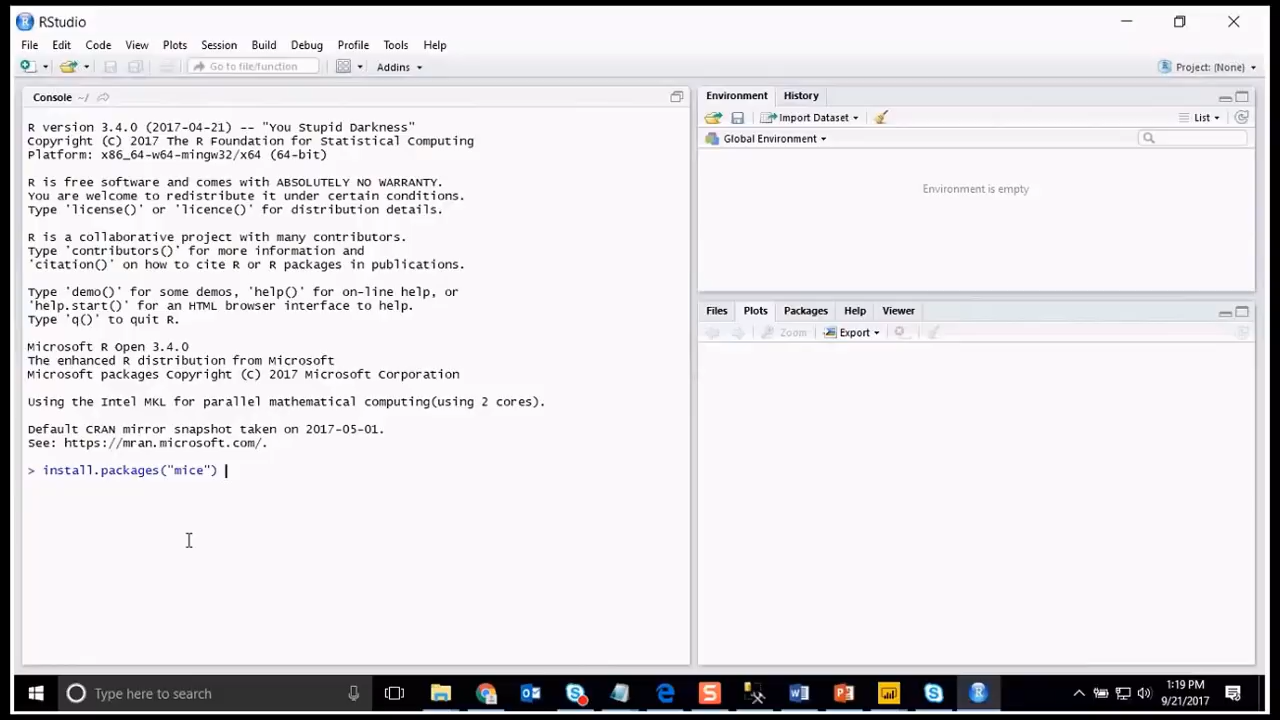 RStudio
File Edit Code View Plots Session Build Debug Profile Tools Help
Go to file/function Addins Project: (None)
Console ~/
R version 3.4.0 (2017-04-21) -- "You Stupid Darkness"
Copyright (C) 2017 The R Foundation for Statistical Computing
Platform: x86_64-w64-mingw32/x64 (64-bit)
R is free software and comes with ABSOLUTELY NO WARRANTY.
You are welcome to redistribute it under certain conditions.
Type 'license()' or 'licence()' for distribution details.
R is a collaborative project with many contributors.
Type 'contributors()' for more information and
'citation()' on how to cite R or R packages in publications.
Type 'demo()' for some demos, 'help()' for on-line help, or
'help.start()' for an HTML browser interface to help.
Type 'q()' to quit R.
Microsoft R Open 3.4.0
The enhanced R distribution from Microsoft
Microsoft packages Copyright (C) 2017 Microsoft Corporation
Using the Intel MKL for parallel mathematical computing(using 2 cores).
Default CRAN mirror snapshot taken on 2017-05-01.
See: https://mran.microsoft.com/.
> install.packages("mice")
Environment History
Import Dataset List
Global Environment
Environment is empty
Files Plots Packages Help Viewer
Zoom Export
Type here to search
1:19 PM
9/21/2017